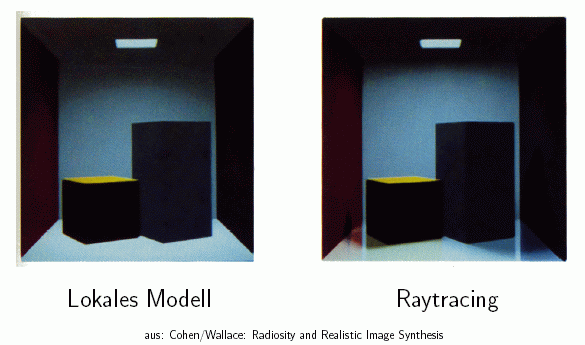 Lokales Modell
Raytracing
aus: Cohen/Wallace: Radiosity and Realistic Image Synthesis